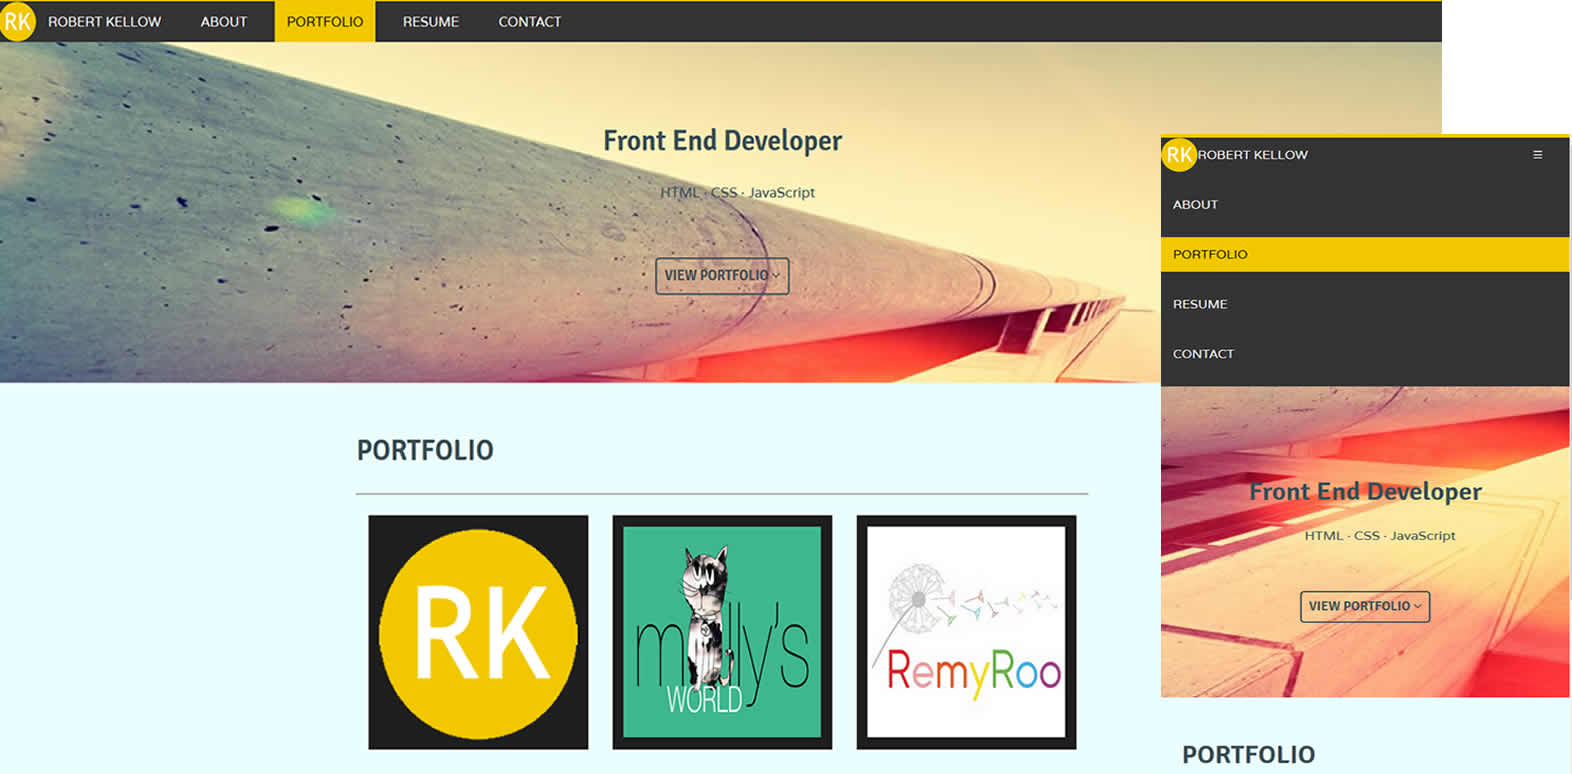 RK ROBERT KELLOW ABOUT PORTFOLIO RESUME CONTACT
Front End Developer
HTML · CSS · JavaScript
VIEW PORTFOLIO
PORTFOLIO
RK
molly's
WORLD
RemyRoo
RK ROBERT KELLOW
ABOUT
PORTFOLIO
RESUME
CONTACT
Front End Developer
HTML · CSS · JavaScript
VIEW PORTFOLIO
PORTFOLIO